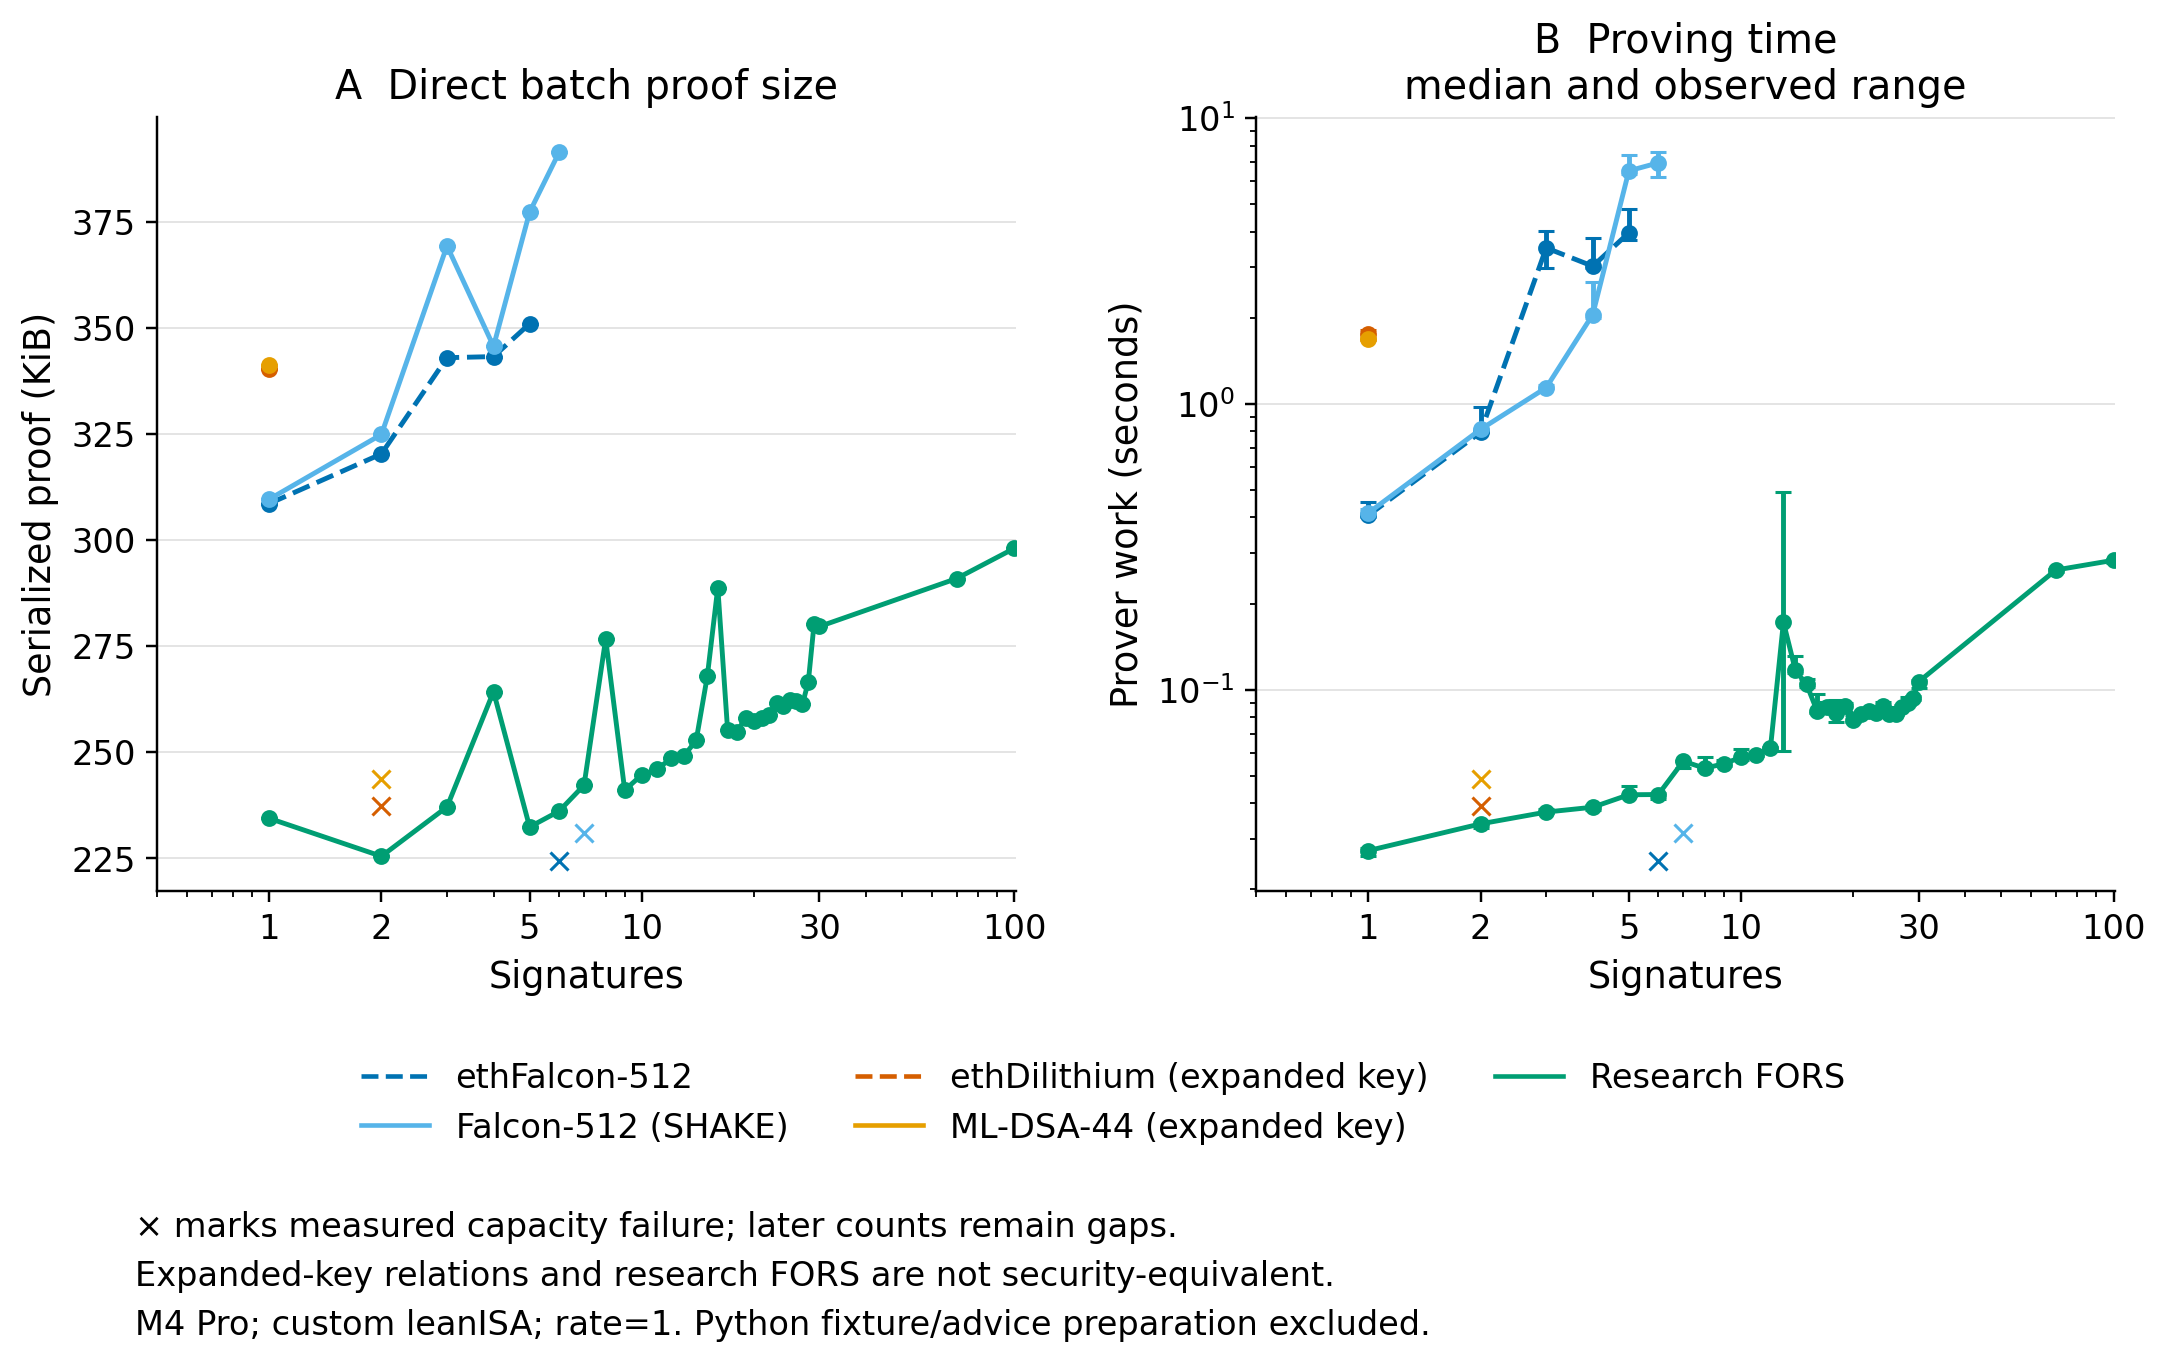 A  Direct batch proof size
Serialized proof (KiB)
375
350
325
300
275
250
225
1 2 5 10 30 100
Signatures
B  Proving time
median and observed range
Prover work (seconds)
10¹
10⁰
10⁻¹
1 2 5 10 30 100
Signatures
ethFalcon-512
Falcon-512 (SHAKE)
ethDilithium (expanded key)
ML-DSA-44 (expanded key)
Research FORS
× marks measured capacity failure; later counts remain gaps.
Expanded-key relations and research FORS are not security-equivalent.
M4 Pro; custom leanISA; rate=1. Python fixture/advice preparation excluded.